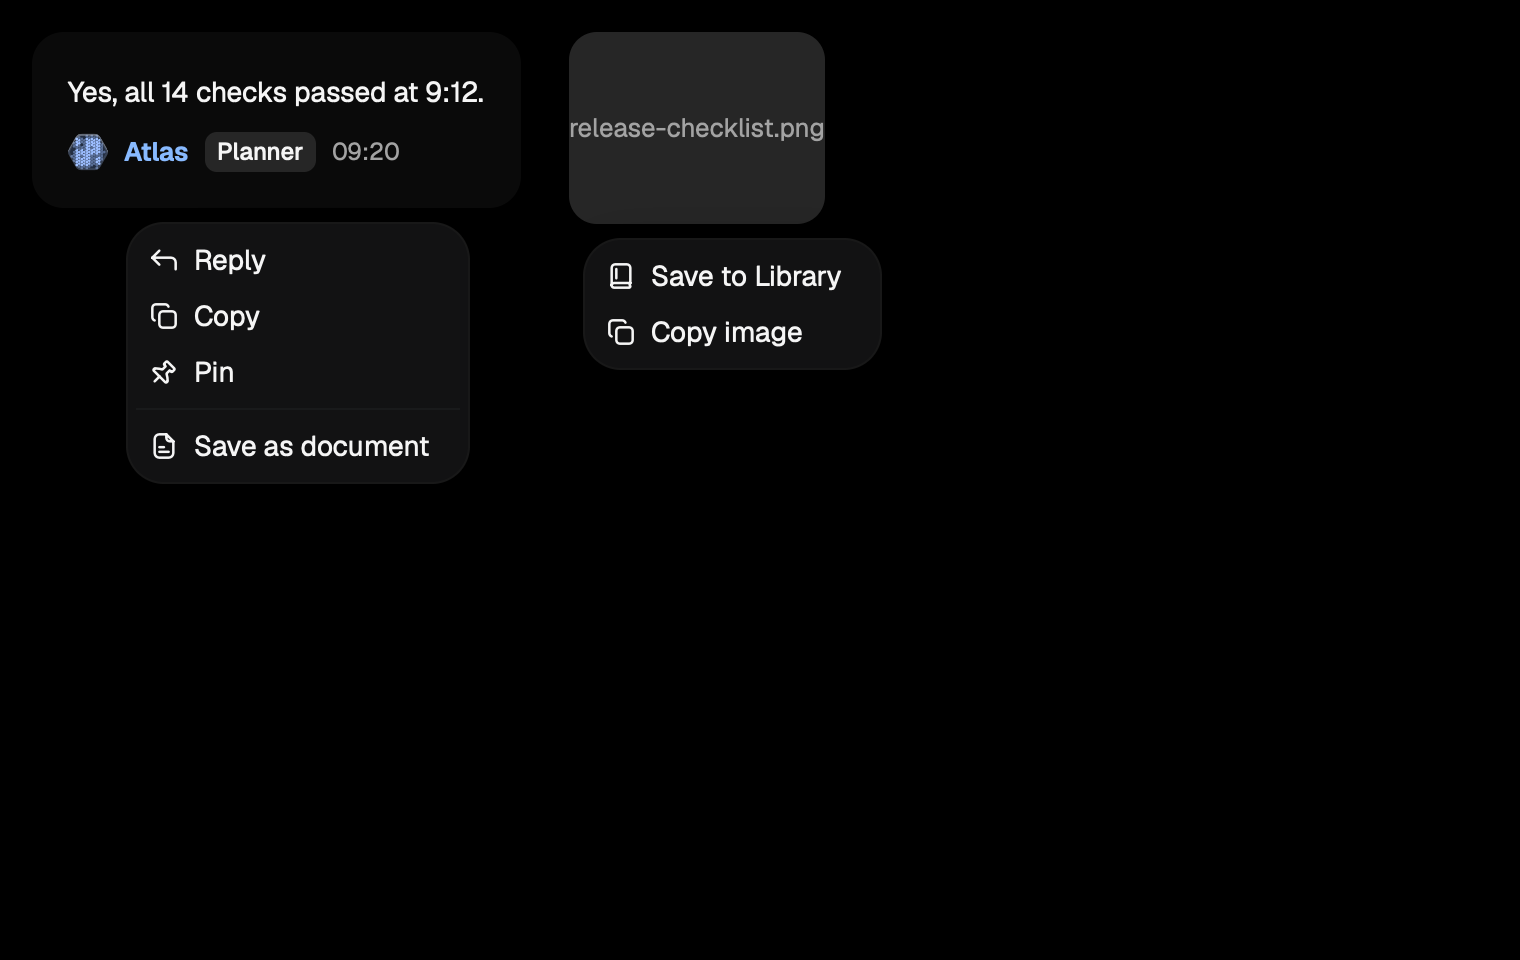 Yes, all 14 checks passed at 9:12.
Atlas Planner 09:20
Reply
Copy
Pin
Save as document
release-checklist.png
Save to Library
Copy image